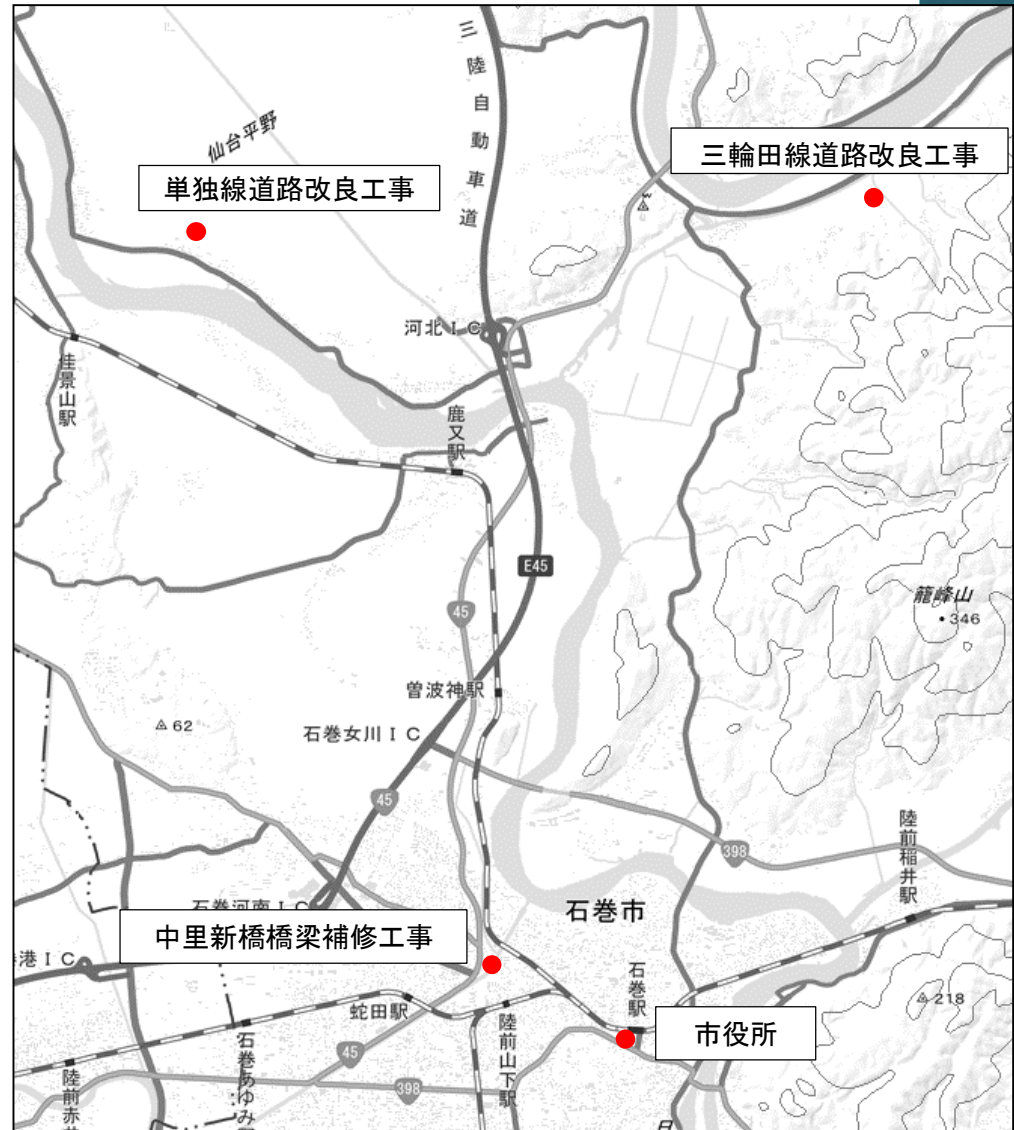 三陸自動車道
仙台平野
三輪田線道路改良工事
単独線道路改良工事
河北IC
佳景山駅
鹿又駅
E45
45
籠峰山
・346
曽波神駅
62
石巻女川IC
45
398
陸前稲井駅
石巻河南IC
石巻市
中里新橋橋梁補修工事
港IC
石巻駅
218
蛇田駅
市役所
陸前山下駅
45
石巻あゆみ
398
陸前赤井